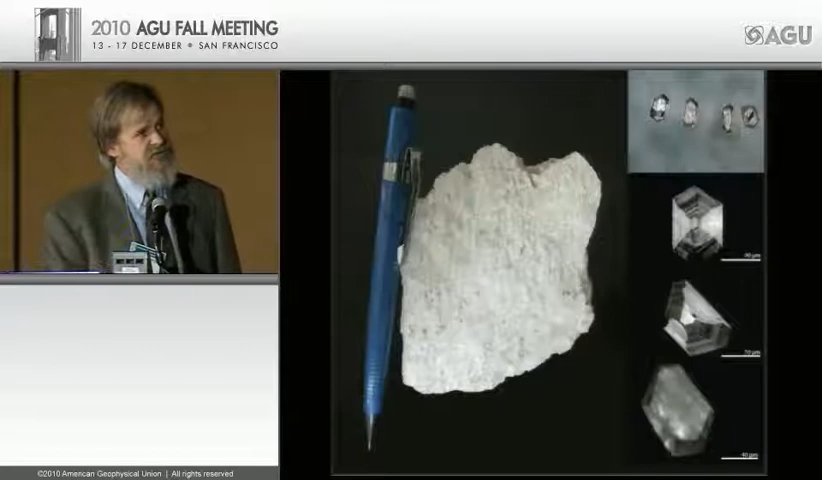 2010 AGU FALL MEETING
13 - 17 DECEMBER • SAN FRANCISCO
AGU
©2010 American Geophysical Union | All rights reserved